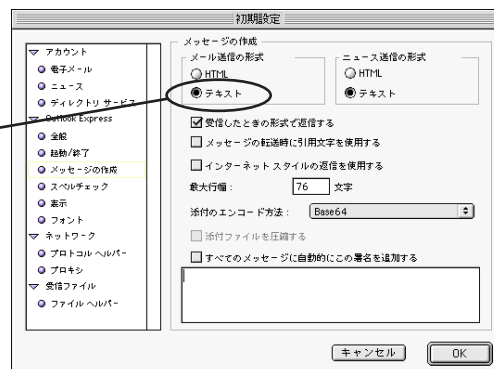 初期設定
アカウント
電子メール
ニュース
ディレクトリ サービス
Outlook Express
全般
起動/終了
メッセージの作成
スペルチェック
表示
フォント
ネットワーク
プロトコル ヘルパー
プロキシ
受信ファイル
ファイル ヘルパー
メッセージの作成
メール送信の形式
HTML
テキスト
ニュース送信の形式
HTML
テキスト
受信したときの形式で返信する
メッセージの転送時に引用文字を使用する
インターネット スタイルの返信を使用する
最大行幅： 76 文字
添付のエンコード方法： Base64
添付ファイルを圧縮する
すべてのメッセージに自動的にこの署名を追加する
キャンセル OK